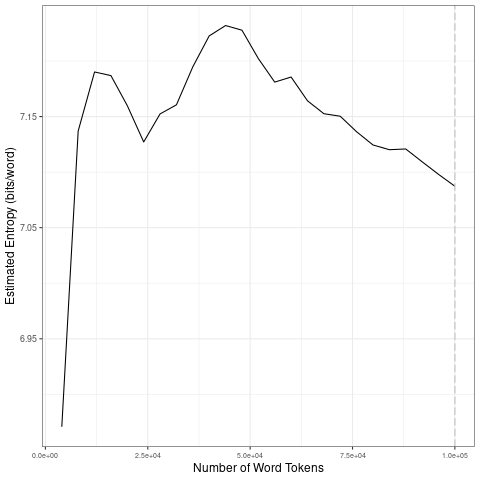 Estimated Entropy (bits/word)
7.15
7.05
6.95
0.0e+00 2.5e+04 5.0e+04 7.5e+04 1.0e+05
Number of Word Tokens